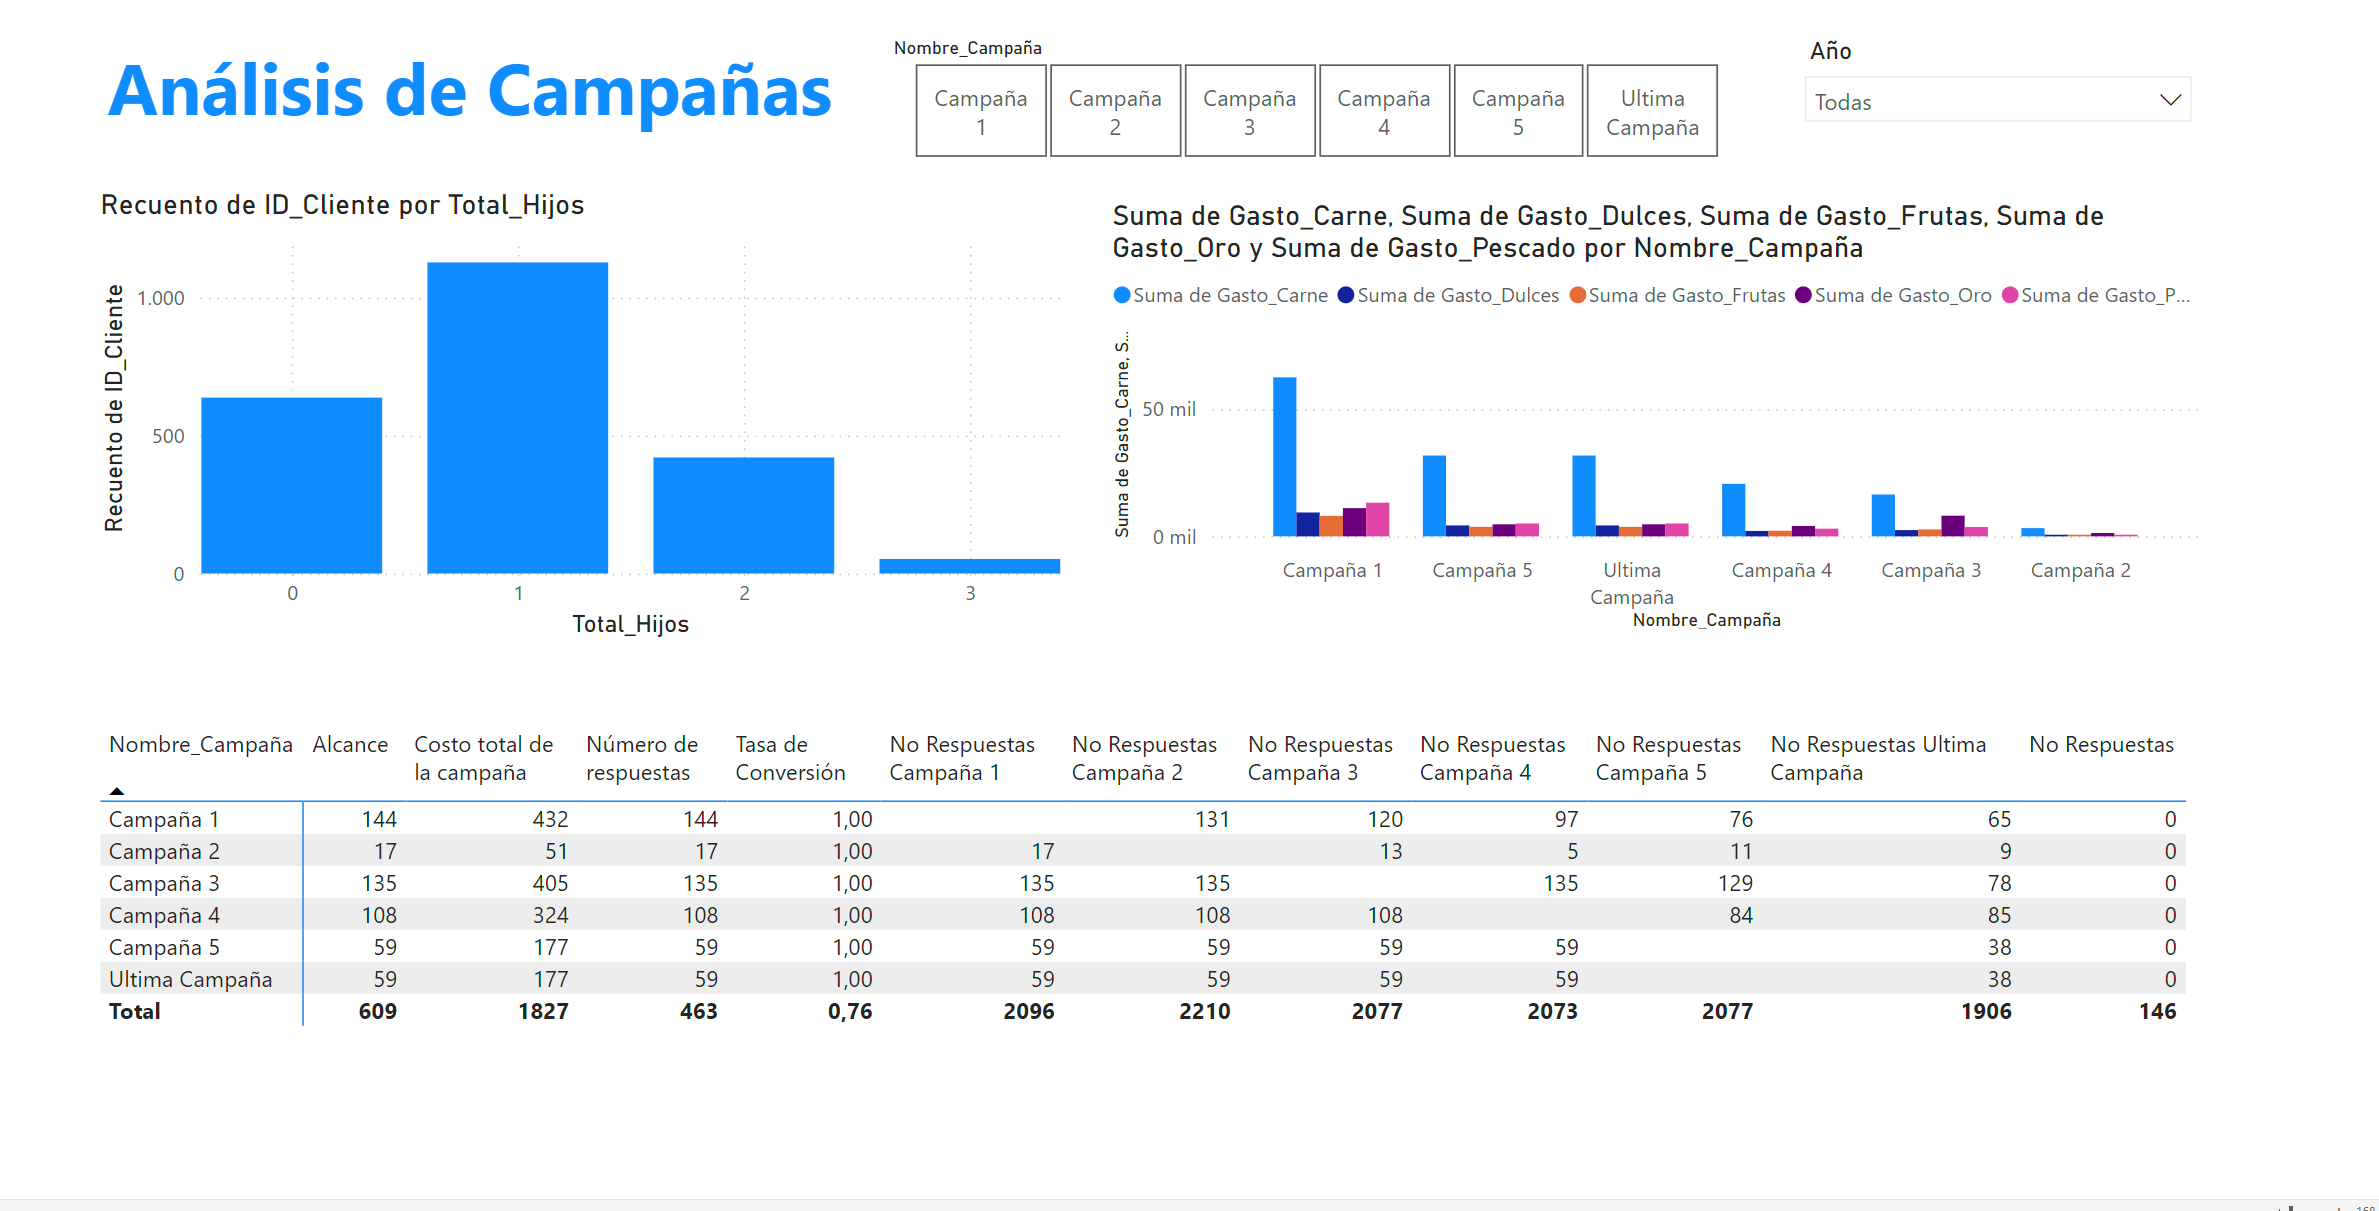 Análisis de Campañas
Nombre_Campaña
Campaña 1
Campaña 2
Campaña 3
Campaña 4
Campaña 5
Ultima Campaña
Año
Todas
Recuento de ID_Cliente por Total_Hijos
Recuento de ID_Cliente
1.000
500
0
0 1 2 3
Total_Hijos
Suma de Gasto_Carne, Suma de Gasto_Dulces, Suma de Gasto_Frutas, Suma de
Gasto_Oro y Suma de Gasto_Pescado por Nombre_Campaña
Suma de Gasto_Carne Suma de Gasto_Dulces Suma de Gasto_Frutas Suma de Gasto_Oro Suma de Gasto_P...
Suma de Gasto_Carne, S...
50 mil
0 mil
Campaña 1 Campaña 5 Ultima Campaña Campaña 4 Campaña 3 Campaña 2
Nombre_Campaña
Nombre_Campaña Alcance Costo total de la campaña Número de respuestas Tasa de Conversión No Respuestas Campaña 1 No Respuestas Campaña 2 No Respuestas Campaña 3 No Respuestas Campaña 4 No Respuestas Campaña 5 No Respuestas Ultima Campaña No Respuestas
Campaña 1 144 432 144 1,00 131 120 97 76 65 0
Campaña 2 17 51 17 1,00 17 13 5 11 9 0
Campaña 3 135 405 135 1,00 135 135 135 129 78 0
Campaña 4 108 324 108 1,00 108 108 108 84 85 0
Campaña 5 59 177 59 1,00 59 59 59 59 38 0
Ultima Campaña 59 177 59 1,00 59 59 59 59 38 0
Total 609 1827 463 0,76 2096 2210 2077 2073 2077 1906 146